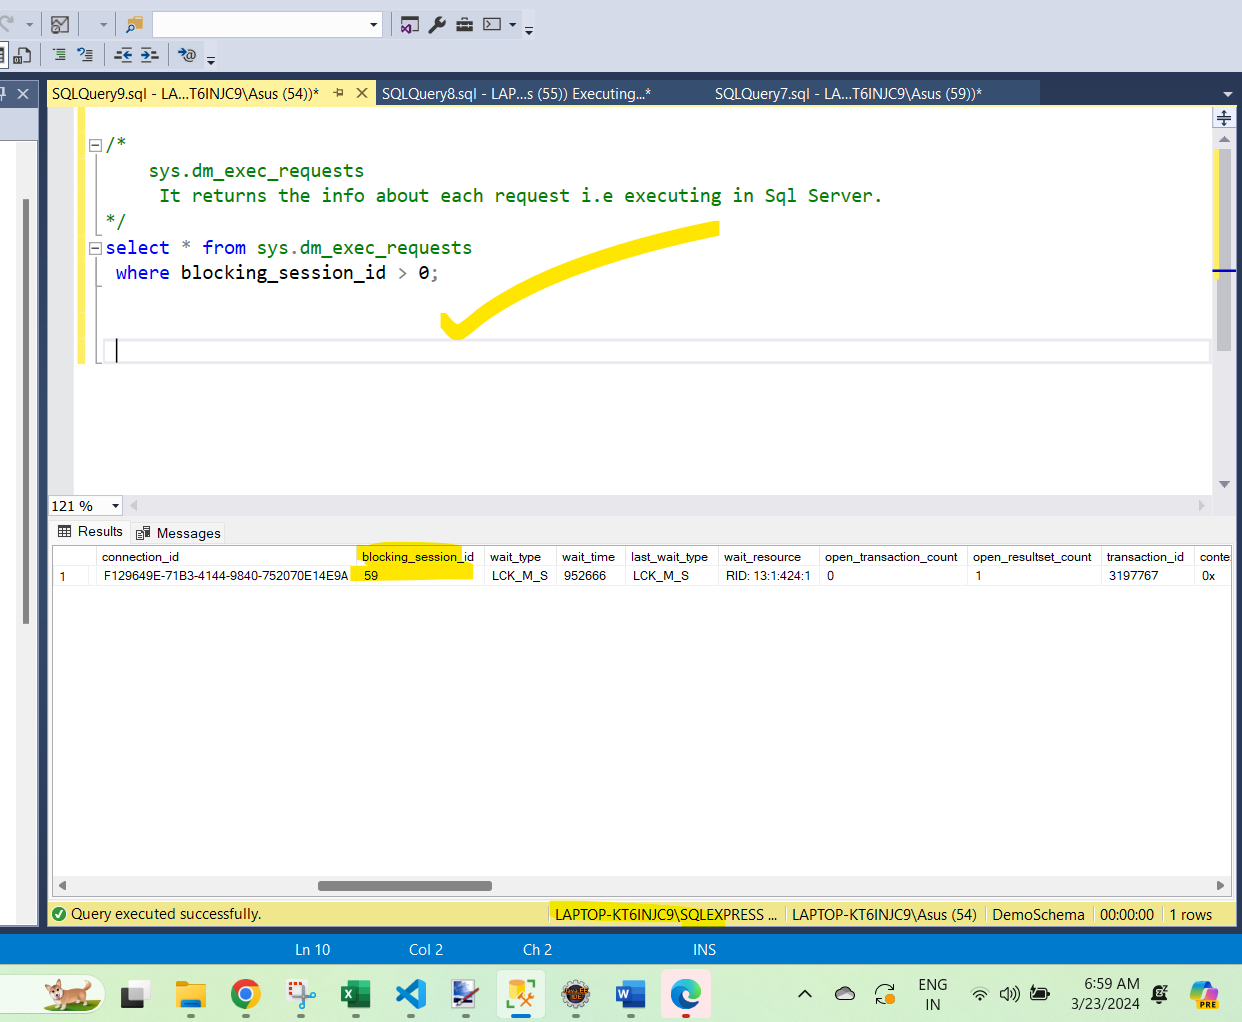 SQLQuery9.sql - LA...T6INJC9\Asus (54))*
SQLQuery8.sql - LAP...s (55)) Executing...*
SQLQuery7.sql - LA...T6INJC9\Asus (59))*
/*
sys.dm_exec_requests
It returns the info about each request i.e executing in Sql Server.
*/
select * from sys.dm_exec_requests
where blocking_session_id > 0;
121 %
Results
Messages
connection_id blocking_session_id wait_type wait_time last_wait_type wait_resource open_transaction_count open_resultset_count transaction_id conte
1 F129649E-71B3-4144-9840-752070E14E9A 59 LCK_M_S 952666 LCK_M_S RID: 13:1:424:1 0 1 3197767 0x
Query executed successfully.
LAPTOP-KT6INJC9\SQLEXPRESS ...
LAPTOP-KT6INJC9\Asus (54)
DemoSchema
00:00:00
1 rows
Ln 10
Col 2
Ch 2
INS
ENG
IN
6:59 AM
3/23/2024
PRE